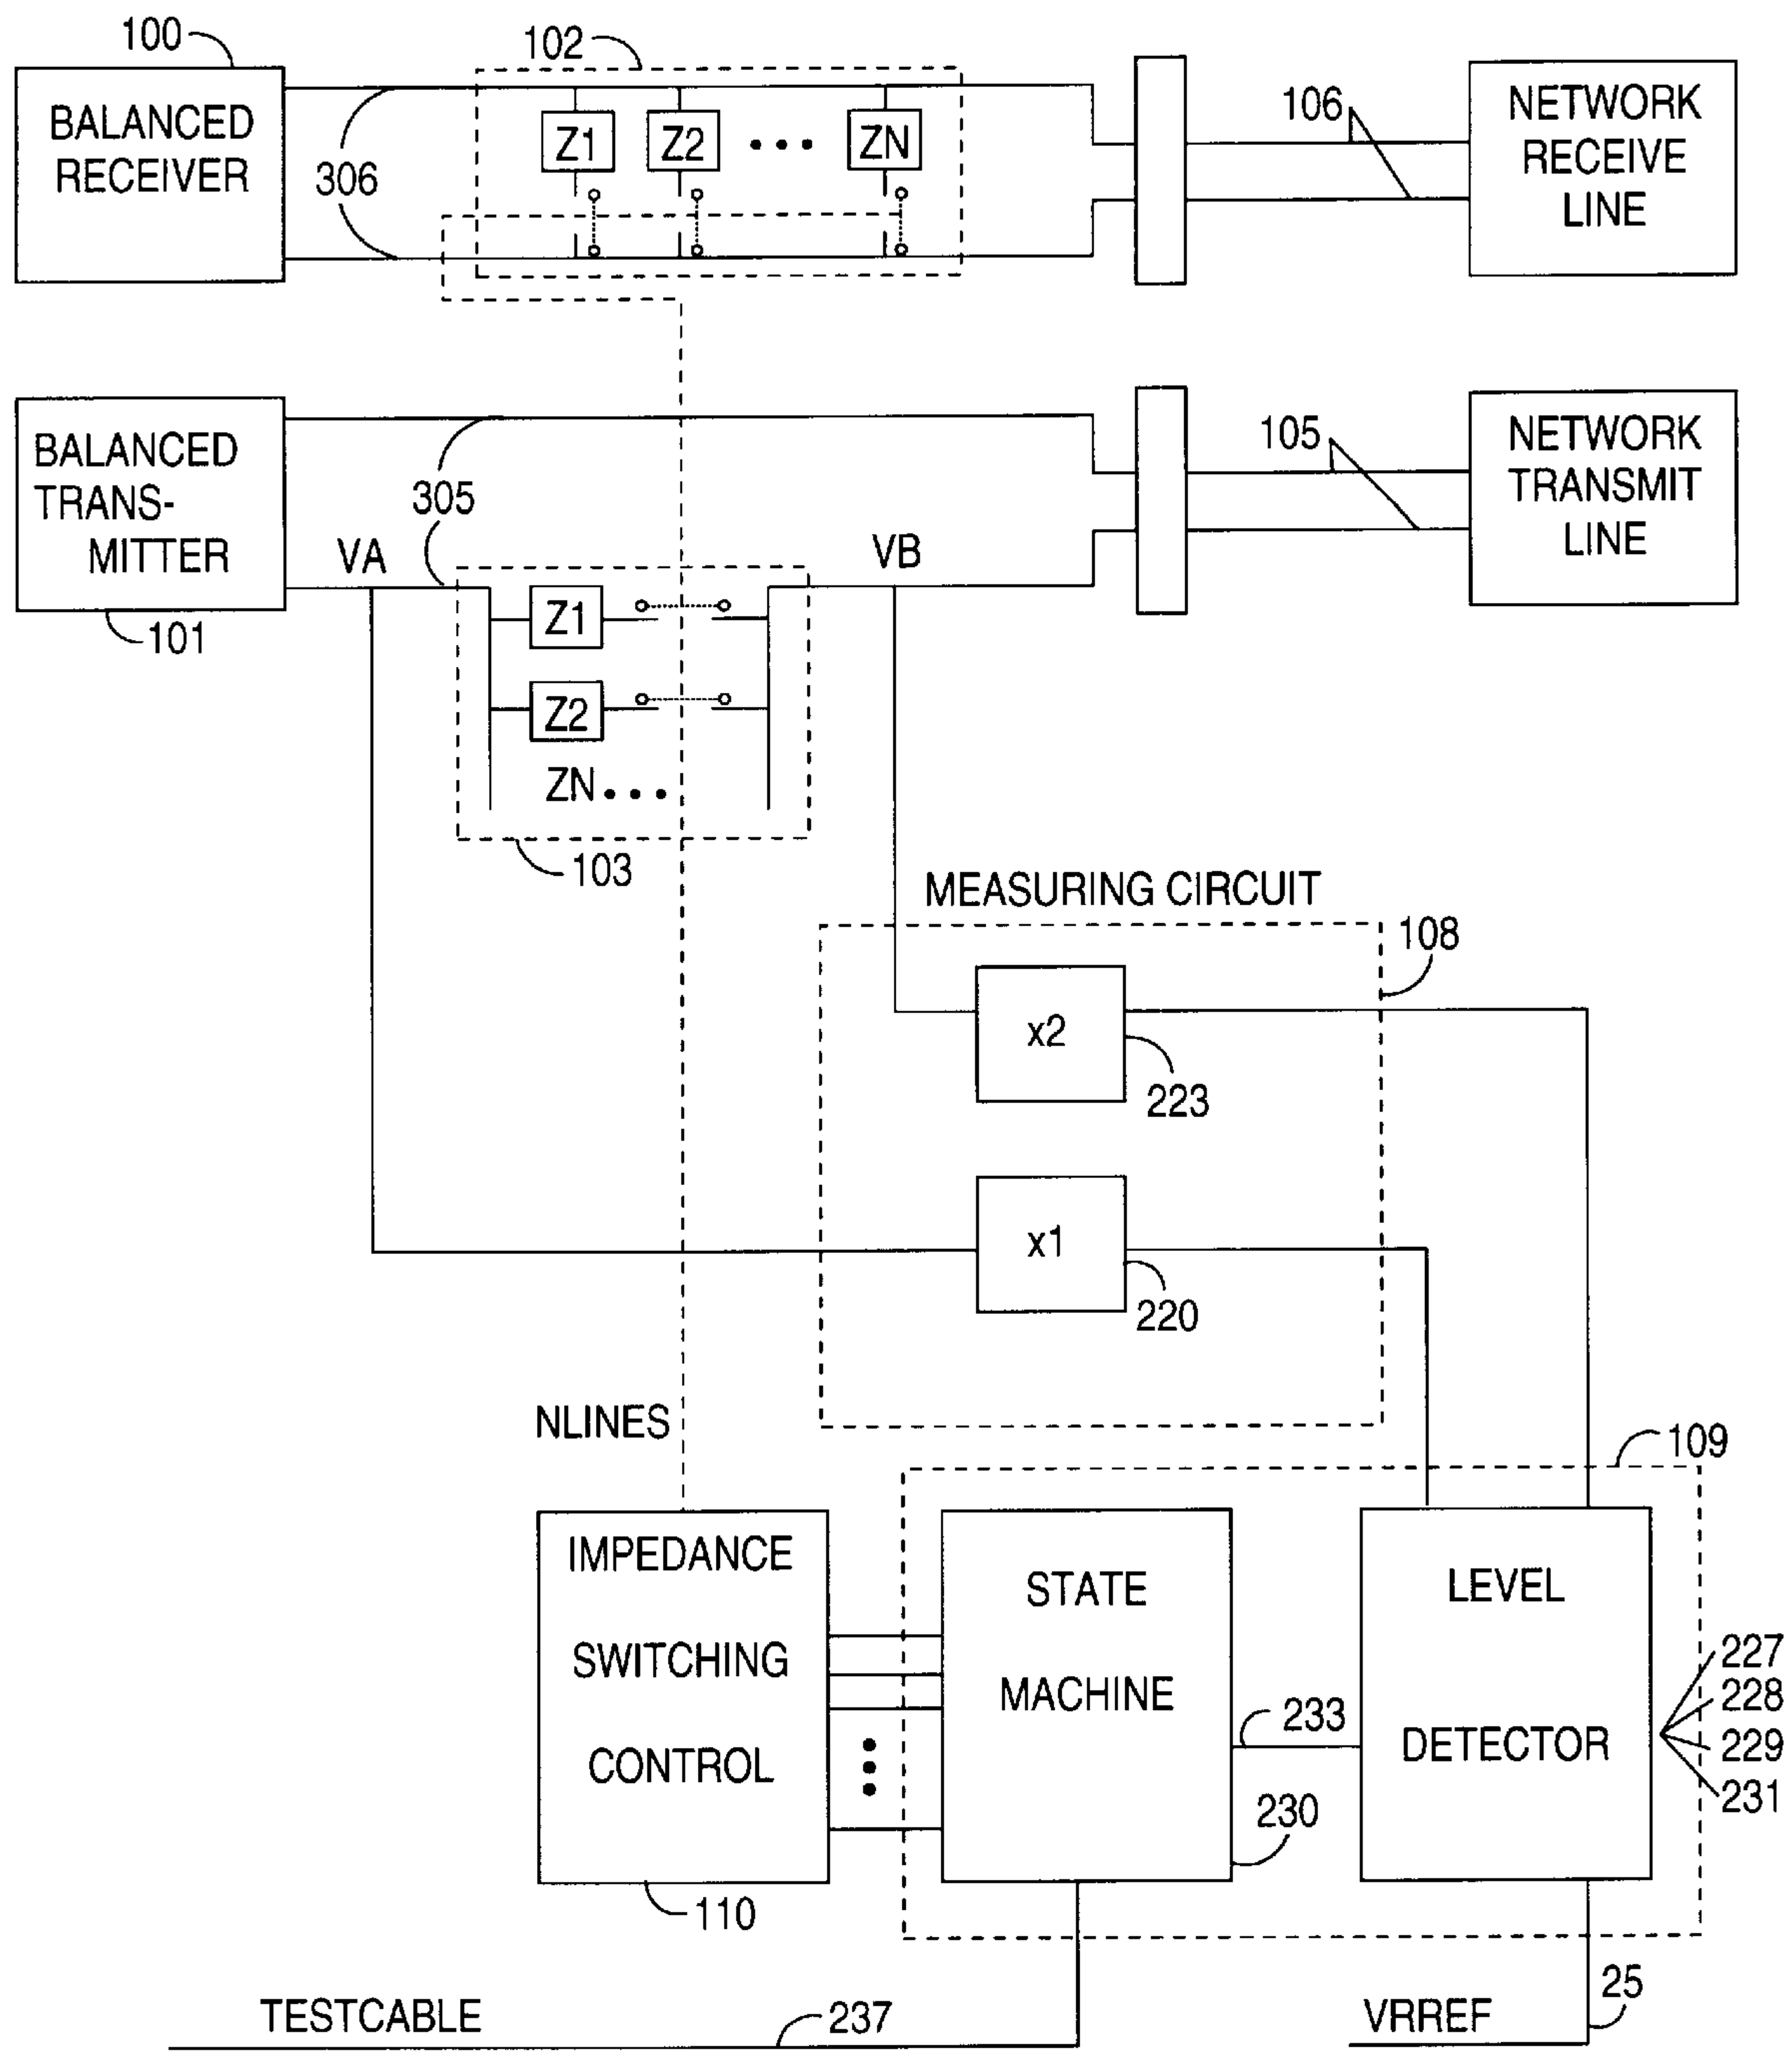 100
BALANCED
RECEIVER
306
102
Z1
Z2
• • •
ZN
106
NETWORK
RECEIVE
LINE
BALANCED
TRANS-
MITTER
101
305
VA
VB
105
NETWORK
TRANSMIT
LINE
Z1
Z2
ZN • • •
103
MEASURING CIRCUIT
108
x2
223
x1
220
NLINES
109
IMPEDANCE
SWITCHING
CONTROL
110
STATE
MACHINE
233
230
LEVEL
DETECTOR
227
228
229
231
TESTCABLE
237
VRREF
25